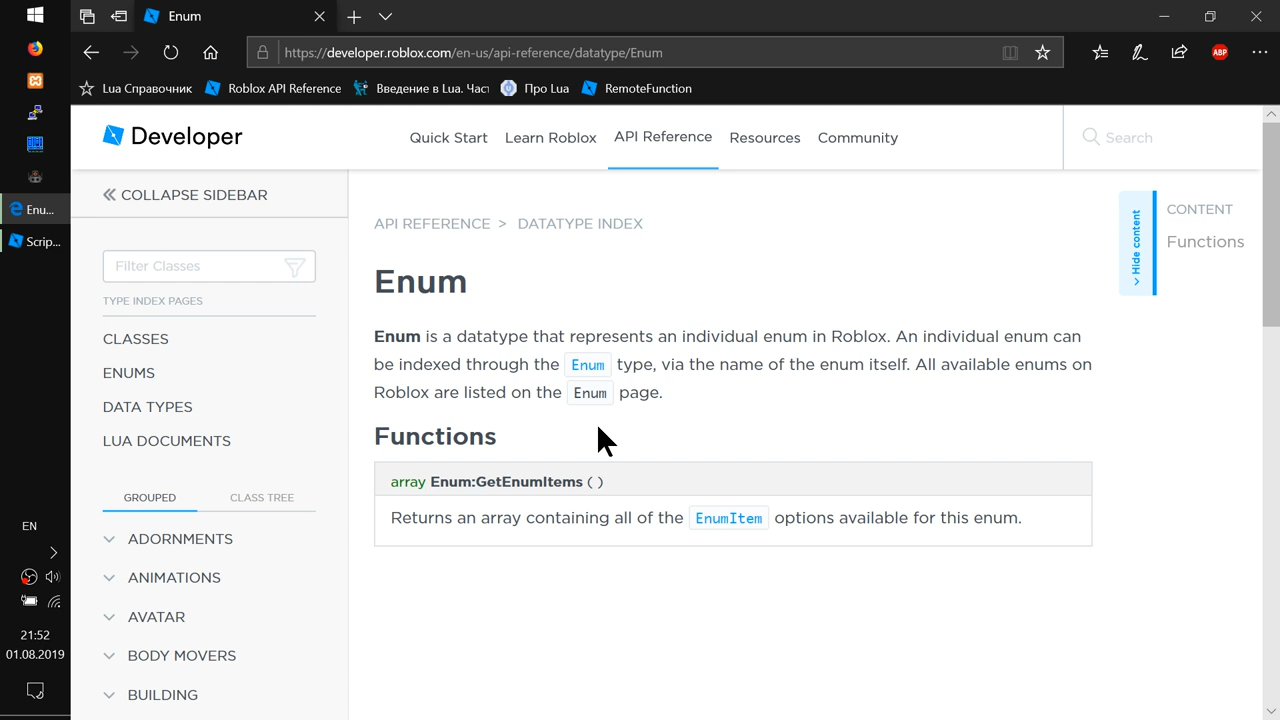 Enum
https://developer.roblox.com/en-us/api-reference/datatype/Enum
ABP
Lua Справочник
Roblox API Reference
Введение в Lua. Част
Про Lua
RemoteFunction
Enu...
Scrip...
EN
21:52
01.08.2019
Developer
Quick Start
Learn Roblox
API Reference
Resources
Community
Search
COLLAPSE SIDEBAR
Filter Classes
TYPE INDEX PAGES
CLASSES
ENUMS
DATA TYPES
LUA DOCUMENTS
GROUPED
CLASS TREE
ADORNMENTS
ANIMATIONS
AVATAR
BODY MOVERS
BUILDING
API REFERENCE > DATATYPE INDEX
Enum
Enum is a datatype that represents an individual enum in Roblox. An individual enum can
be indexed through the Enum type, via the name of the enum itself. All available enums on
Roblox are listed on the Enum page.
Functions
array Enum:GetEnumItems ( )
Returns an array containing all of the EnumItem options available for this enum.
Hide content
CONTENT
Functions